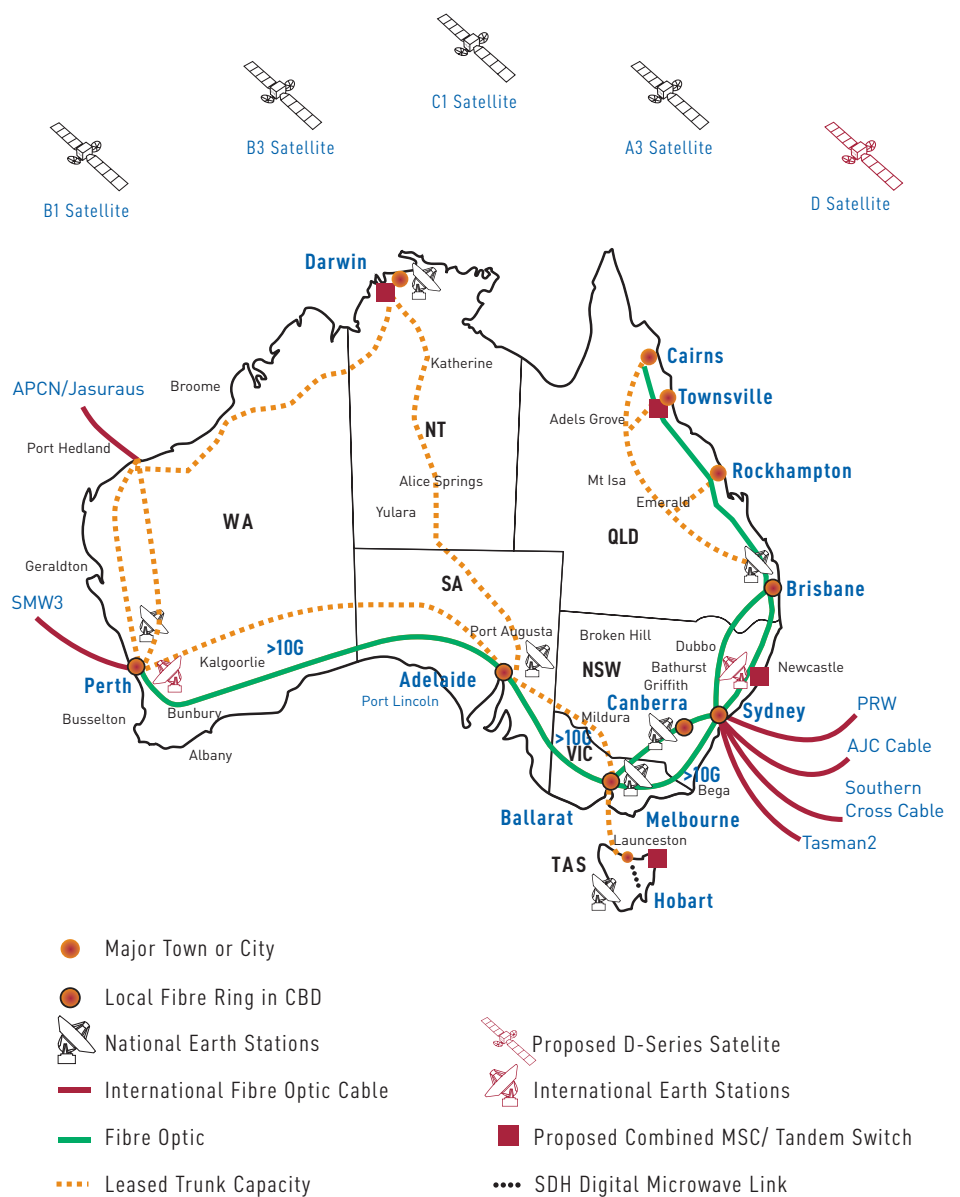 C1 Satellite
B3 Satellite
A3 Satellite
B1 Satellite
D Satellite
Darwin
Cairns
Katherine
APCN/Jasuraus
Broome
Townsville
Adels Grove
NT
Port Hedland
Rockhampton
Alice Springs
Mt Isa
Emerald
Yulara
WA
QLD
Geraldton
SA
Brisbane
SMW3
Port Augusta
Broken Hill
>10G
Dubbo
Kalgoorlie
NSW
Bathurst
Newcastle
Perth
Adelaide
Griffith
Port Lincoln
Canberra
PRW
Busselton
Bunbury
Mildura
Sydney
>10G
AJC Cable
Albany
VIC
>10G
Southern
Cross Cable
Bega
Ballarat
Melbourne
Launceston
Tasman2
TAS
Hobart
Major Town or City
Local Fibre Ring in CBD
National Earth Stations
International Fibre Optic Cable
Fibre Optic
Leased Trunk Capacity
Proposed D-Series Satelite
International Earth Stations
Proposed Combined MSC/ Tandem Switch
SDH Digital Microwave Link